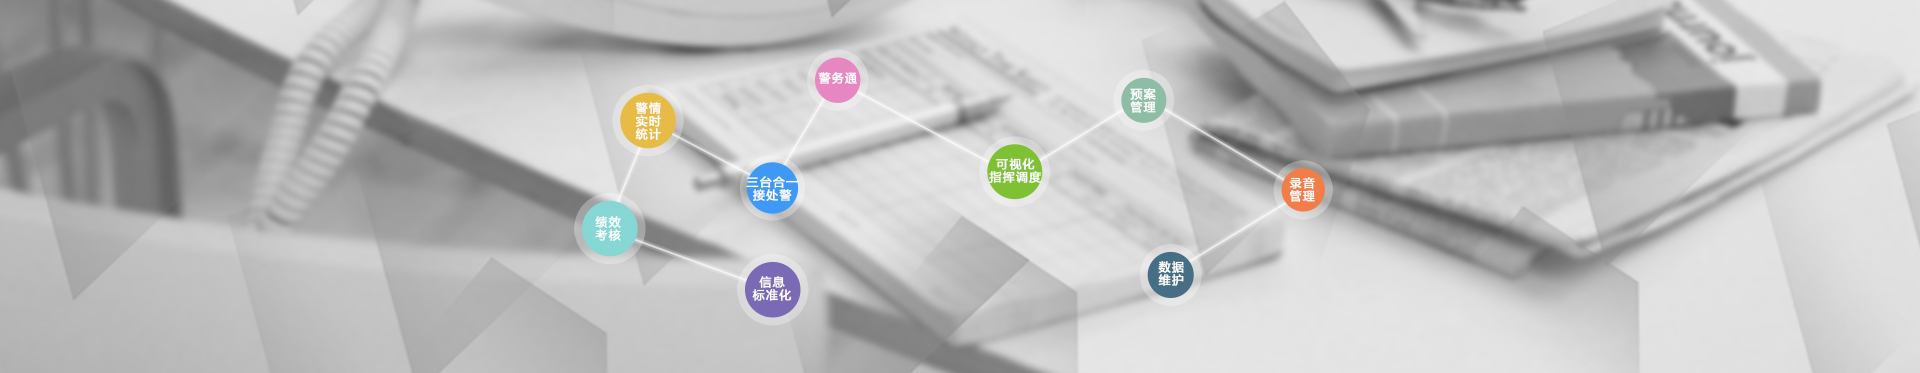 警务通
警情
实时
统计
预案
管理
可视化
指挥调度
三台合一
接处警
录音
管理
绩效
考核
数据
维护
信息
标准化